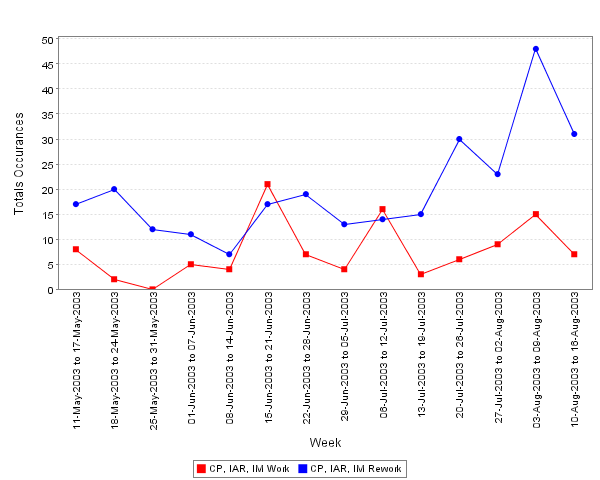 50
45
40
35
30
25
20
15
10
5
0
Totals Occurances
11-May-2003 to 17-May-2003
18-May-2003 to 24-May-2003
25-May-2003 to 31-May-2003
01-Jun-2003 to 07-Jun-2003
08-Jun-2003 to 14-Jun-2003
15-Jun-2003 to 21-Jun-2003
22-Jun-2003 to 28-Jun-2003
29-Jun-2003 to 05-Jul-2003
06-Jul-2003 to 12-Jul-2003
13-Jul-2003 to 19-Jul-2003
20-Jul-2003 to 26-Jul-2003
27-Jul-2003 to 02-Aug-2003
03-Aug-2003 to 09-Aug-2003
10-Aug-2003 to 16-Aug-2003
Week
CP, IAR, IM Work CP, IAR, IM Rework